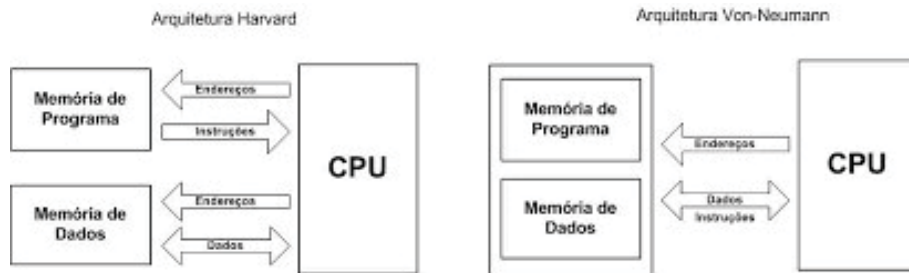 Arquitetura Harvard
Memória de
Programa
Endereços
Instruções
Memória de
Dados
Endereços
Dados
CPU
Arquitetura Von-Neumann
Memória de
Programa
Memória de
Dados
Endereços
Dados
Instruções
CPU